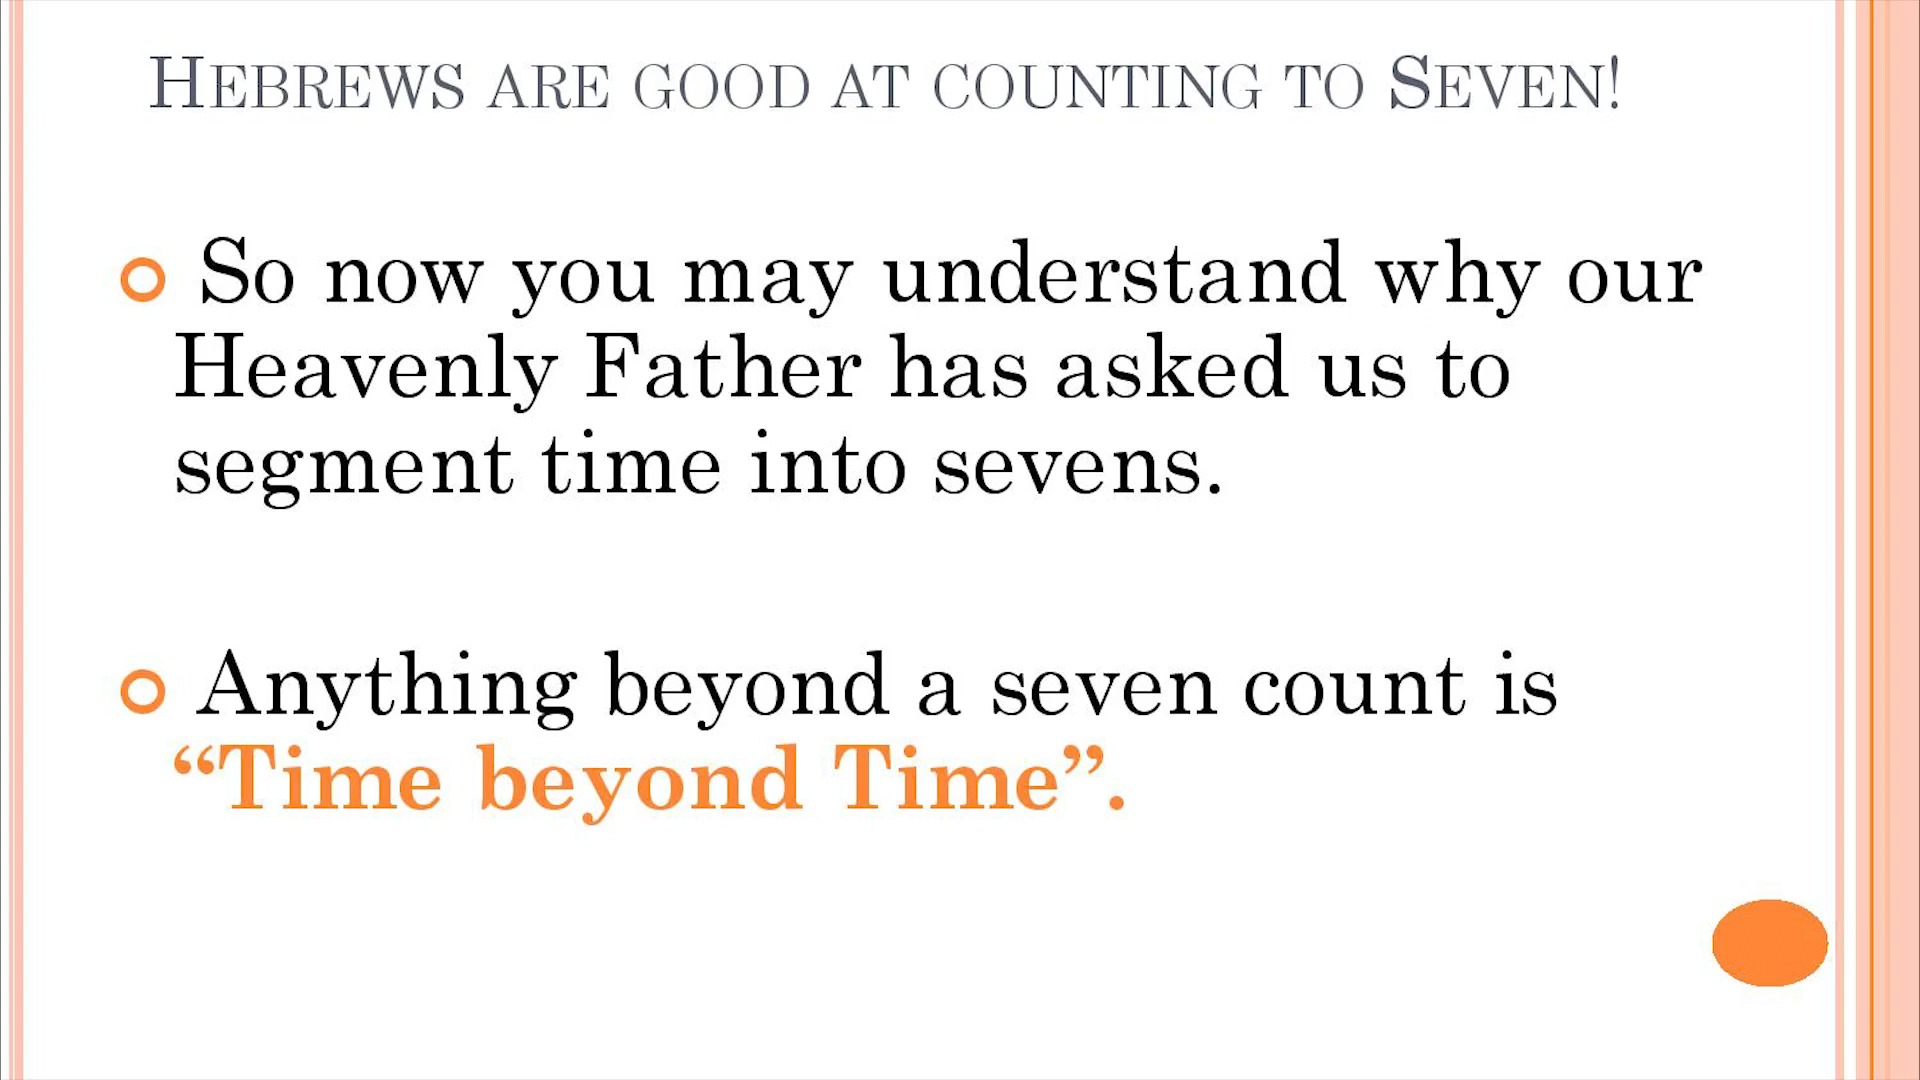 Hebrews are good at counting to Seven!
So now you may understand why our
Heavenly Father has asked us to
segment time into sevens.
Anything beyond a seven count is
“Time beyond Time”.